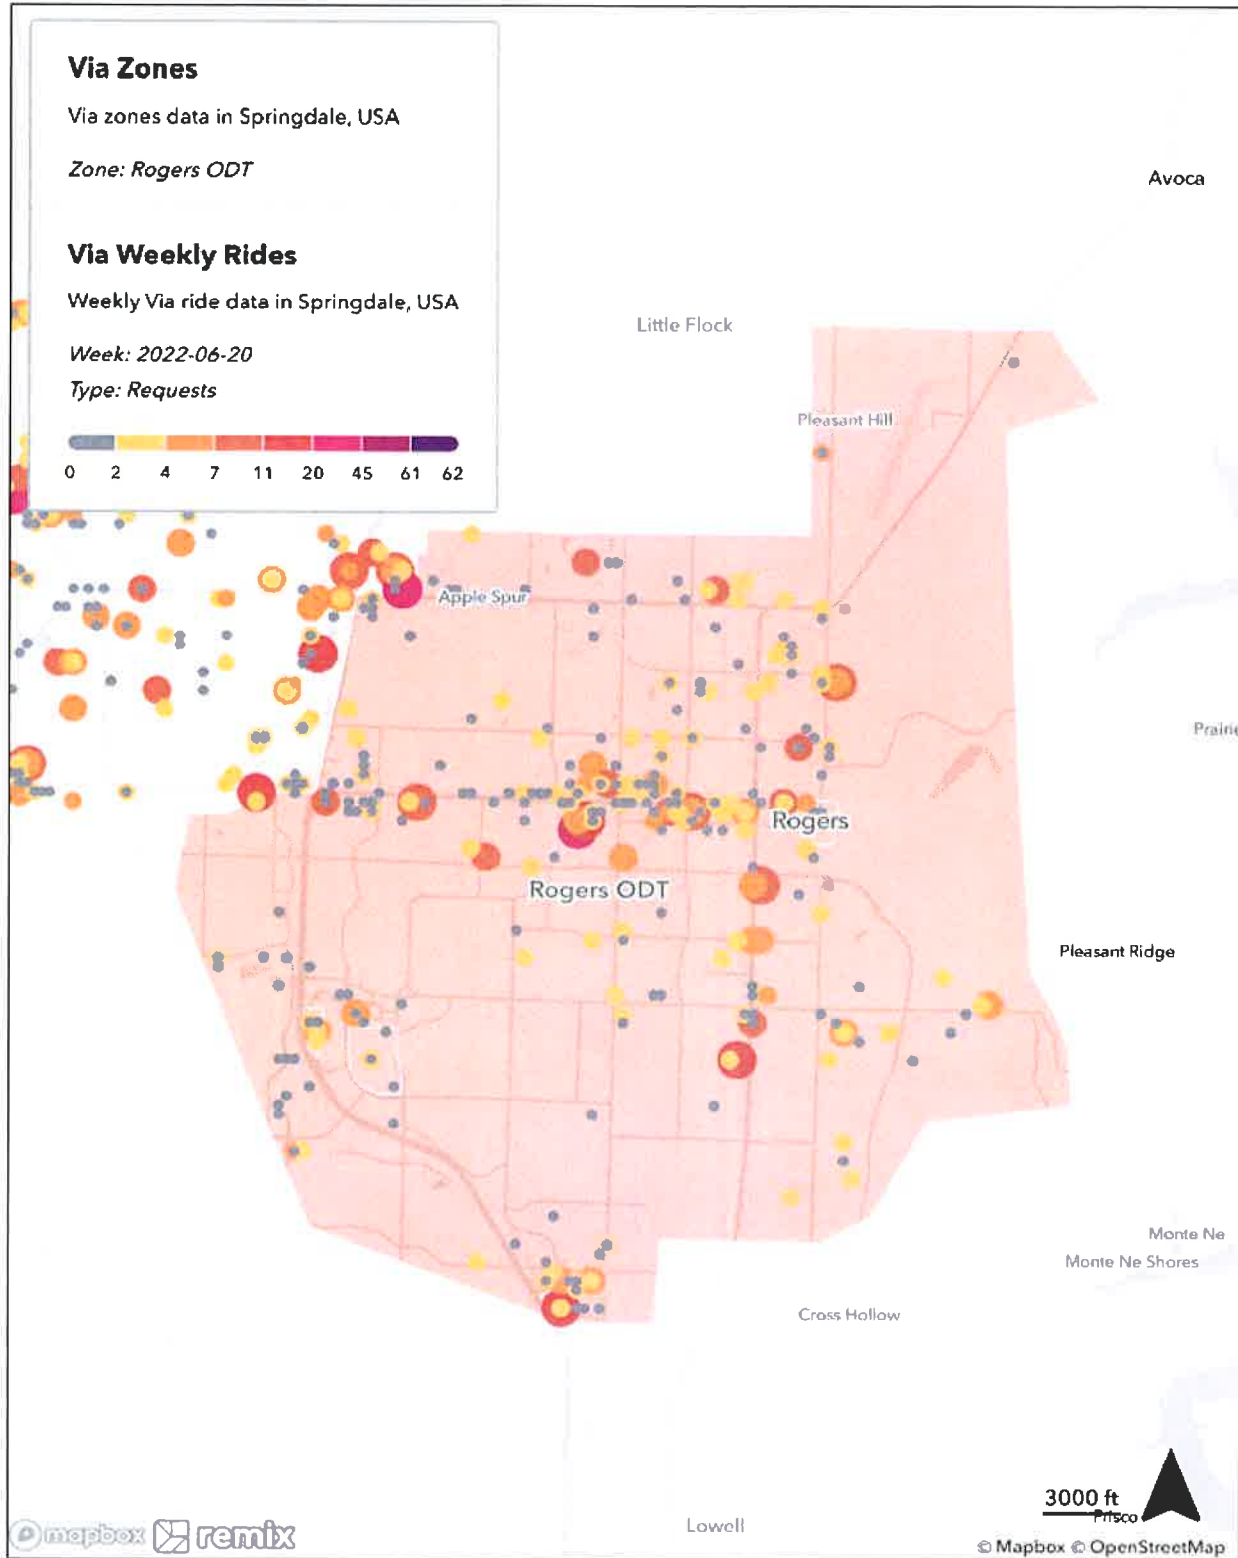 Via Zones
Via zones data in Springdale, USA
Zone: Rogers ODT
Via Weekly Rides
Weekly Via ride data in Springdale, USA
Week: 2022-06-20
Type: Requests
0 2 4 7 11 20 45 61 62
Avoca
Little Flock
Pleasant Hill
Apple Spur
Prairie
Rogers
Rogers ODT
Pleasant Ridge
Monte Ne
Monte Ne Shores
Cross Hollow
3000 ft
Prisco
Lowell
mapbox remix
© Mapbox © OpenStreetMap